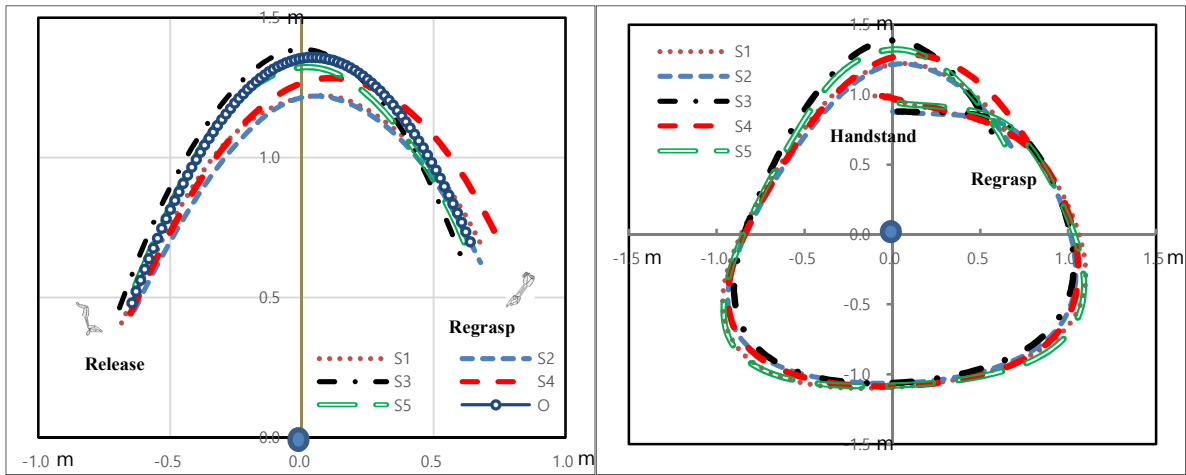 1.5 m
1.0
0.5
0.0
Release
Regrasp
S1 S2
S3 S4
S5 O
-1.0 m -0.5 0.0 0.5 1.0 m
1.5 m
1.0
0.5
0.0
-0.5
-1.0
-1.5 m
S1
S2
S3
S4
S5
Handstand
Regrasp
-15 m -1.0 -0.5 0.0 0.5 1.0 1.5 m